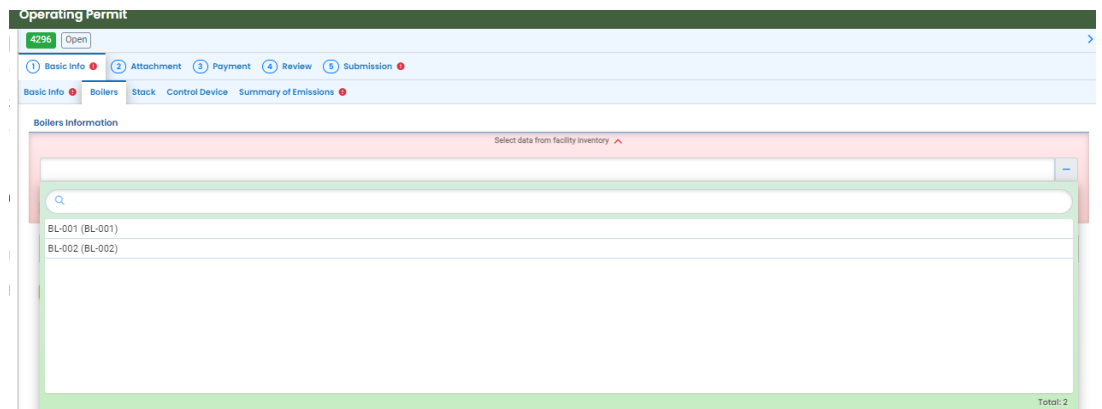 Operating Permit
4296 Open
1 Basic Info 2 Attachment 3 Payment 4 Review 5 Submission
Basic Info Boilers Stack Control Device Summary of Emissions
Boilers Information
Select data from facility inventory
BL-001 (BL-001)
BL-002 (BL-002)
Total: 2